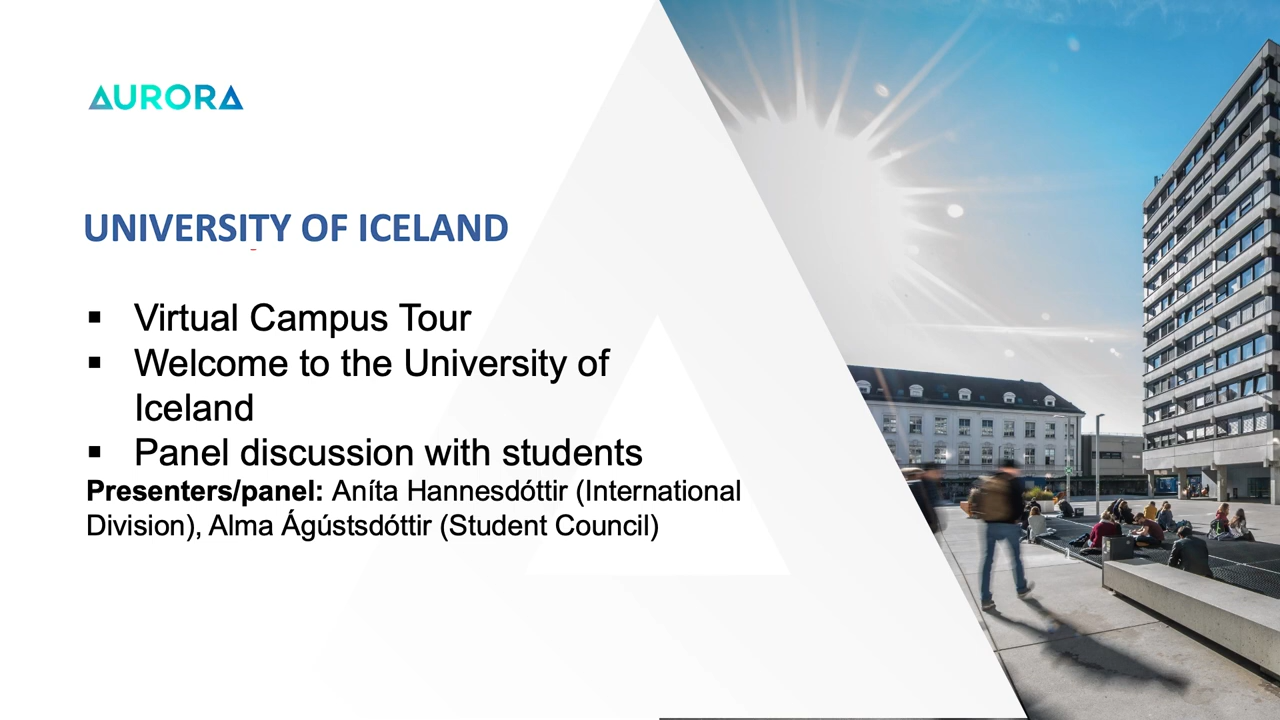 AURORA
UNIVERSITY OF ICELAND
▪ Virtual Campus Tour
▪ Welcome to the University of
Iceland
▪ Panel discussion with students
Presenters/panel: Aníta Hannesdóttir (International
Division), Alma Ágústsdóttir (Student Council)